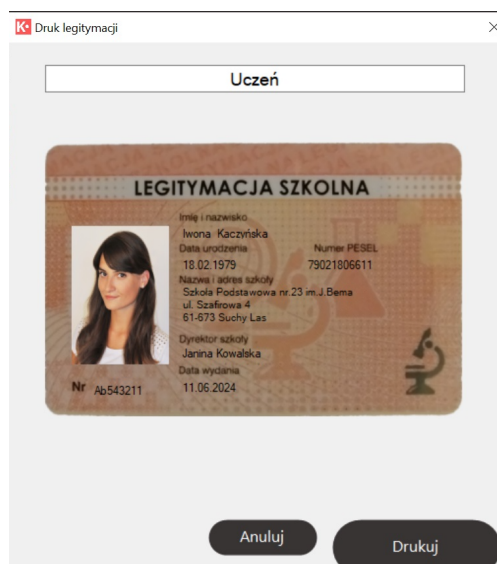 Druk legitymacji
Uczeń
LEGITYMACJA SZKOLNA
Imię i nazwisko
Iwona Kaczyńska
Data urodzenia Numer PESEL
18.02.1979 79021806611
Nazwa i adres szkoły
Szkoła Podstawowa nr.23 im.J.Bema
ul. Szafirowa 4
61-673 Suchy Las
Dyrektor szkoły
Janina Kowalska
Data wydania
Nr Ab543211 11.06.2024
Anuluj
Drukuj